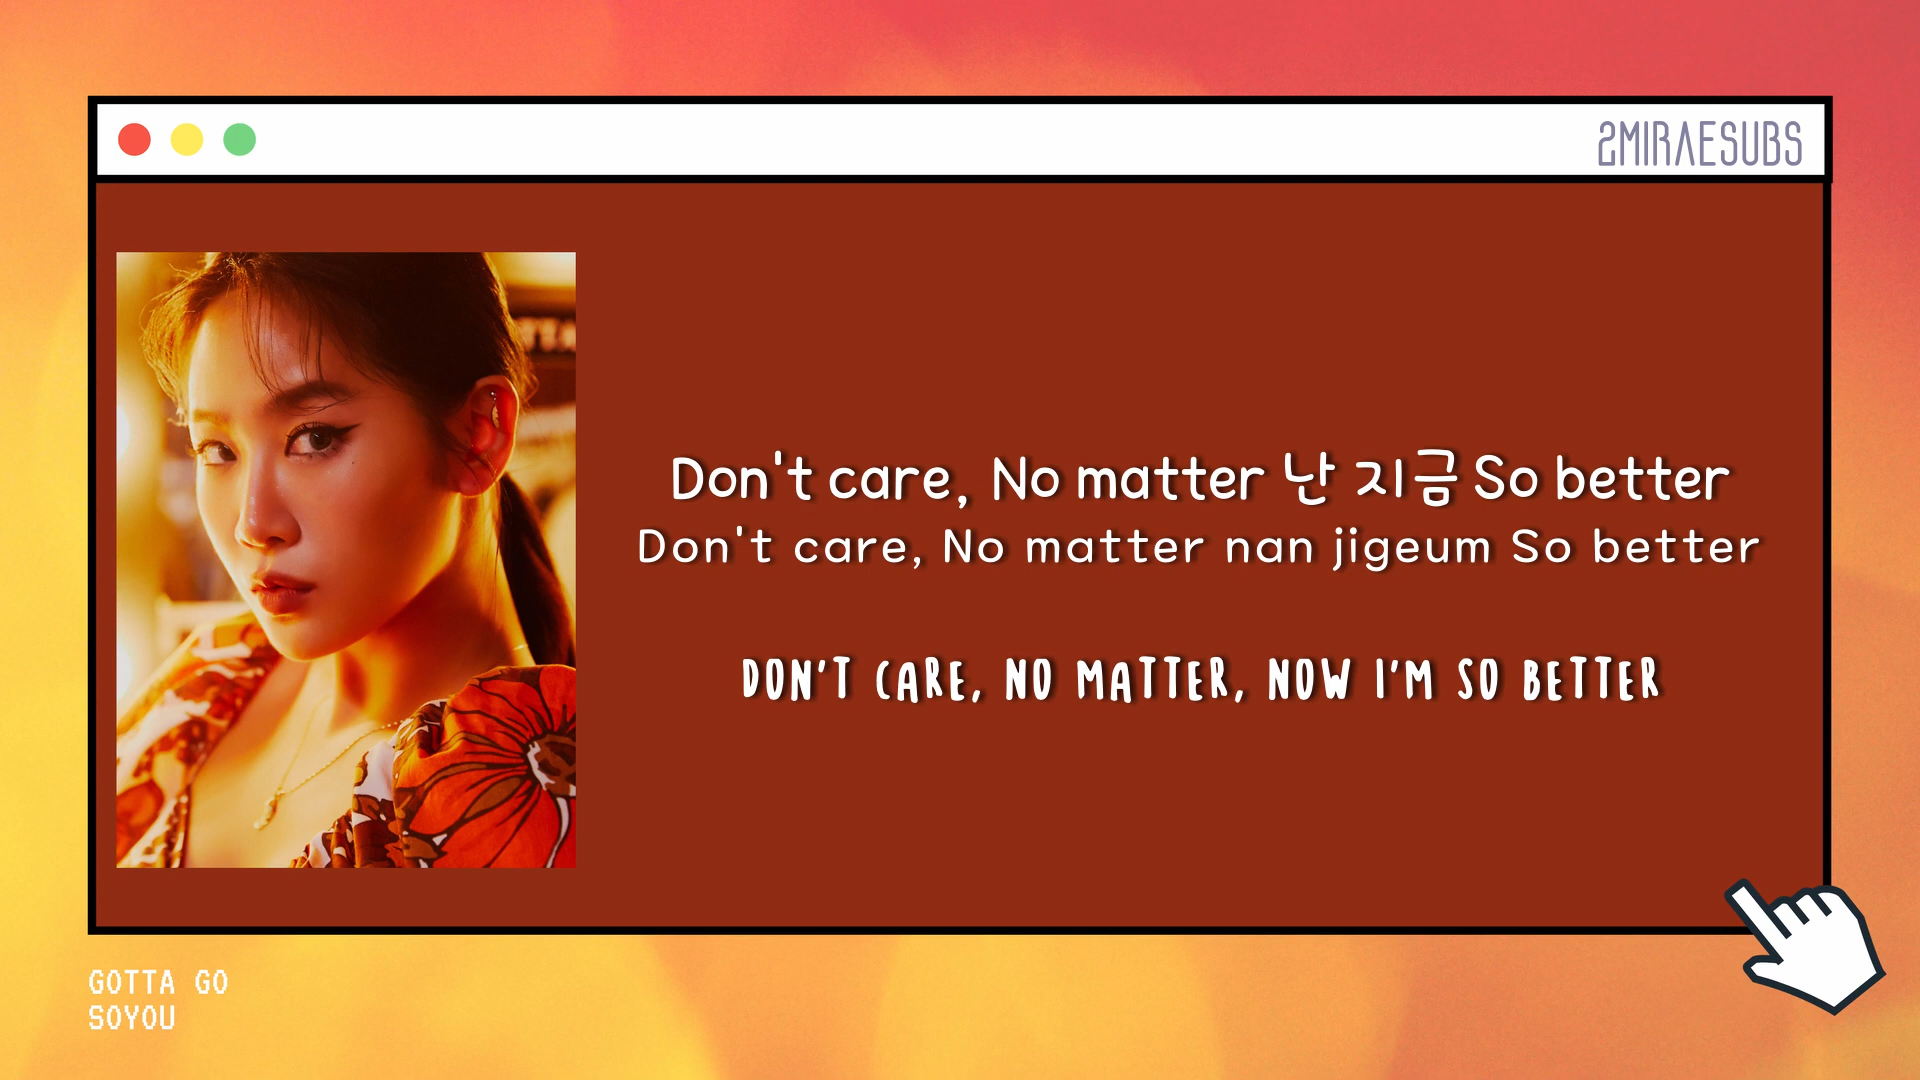 2MIRAESUBS
Don't care, No matter 난 지금 So better
Don't care, No matter nan jigeum So better
DON'T CARE, NO MATTER, NOW I'M SO BETTER
GOTTA GO
SOYOU